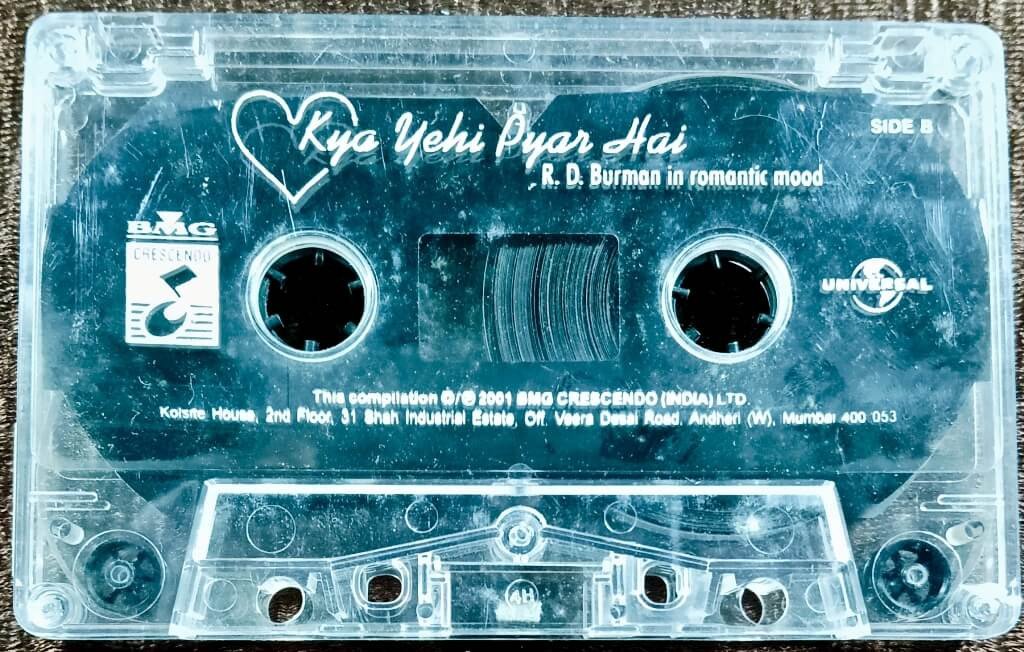 Kya Yehi Pyar Hai
R. D. Burman in romantic mood
SIDE B
BMG
CRESCENDO
UNIVERSAL
This compilation ©/℗ 2001 BMG CRESCENDO (INDIA) LTD.
Kolsite House, 2nd Floor, 31 Shah Industrial Estate, Off. Veera Desai Road, Andheri (W), Mumbai 400 053
4H